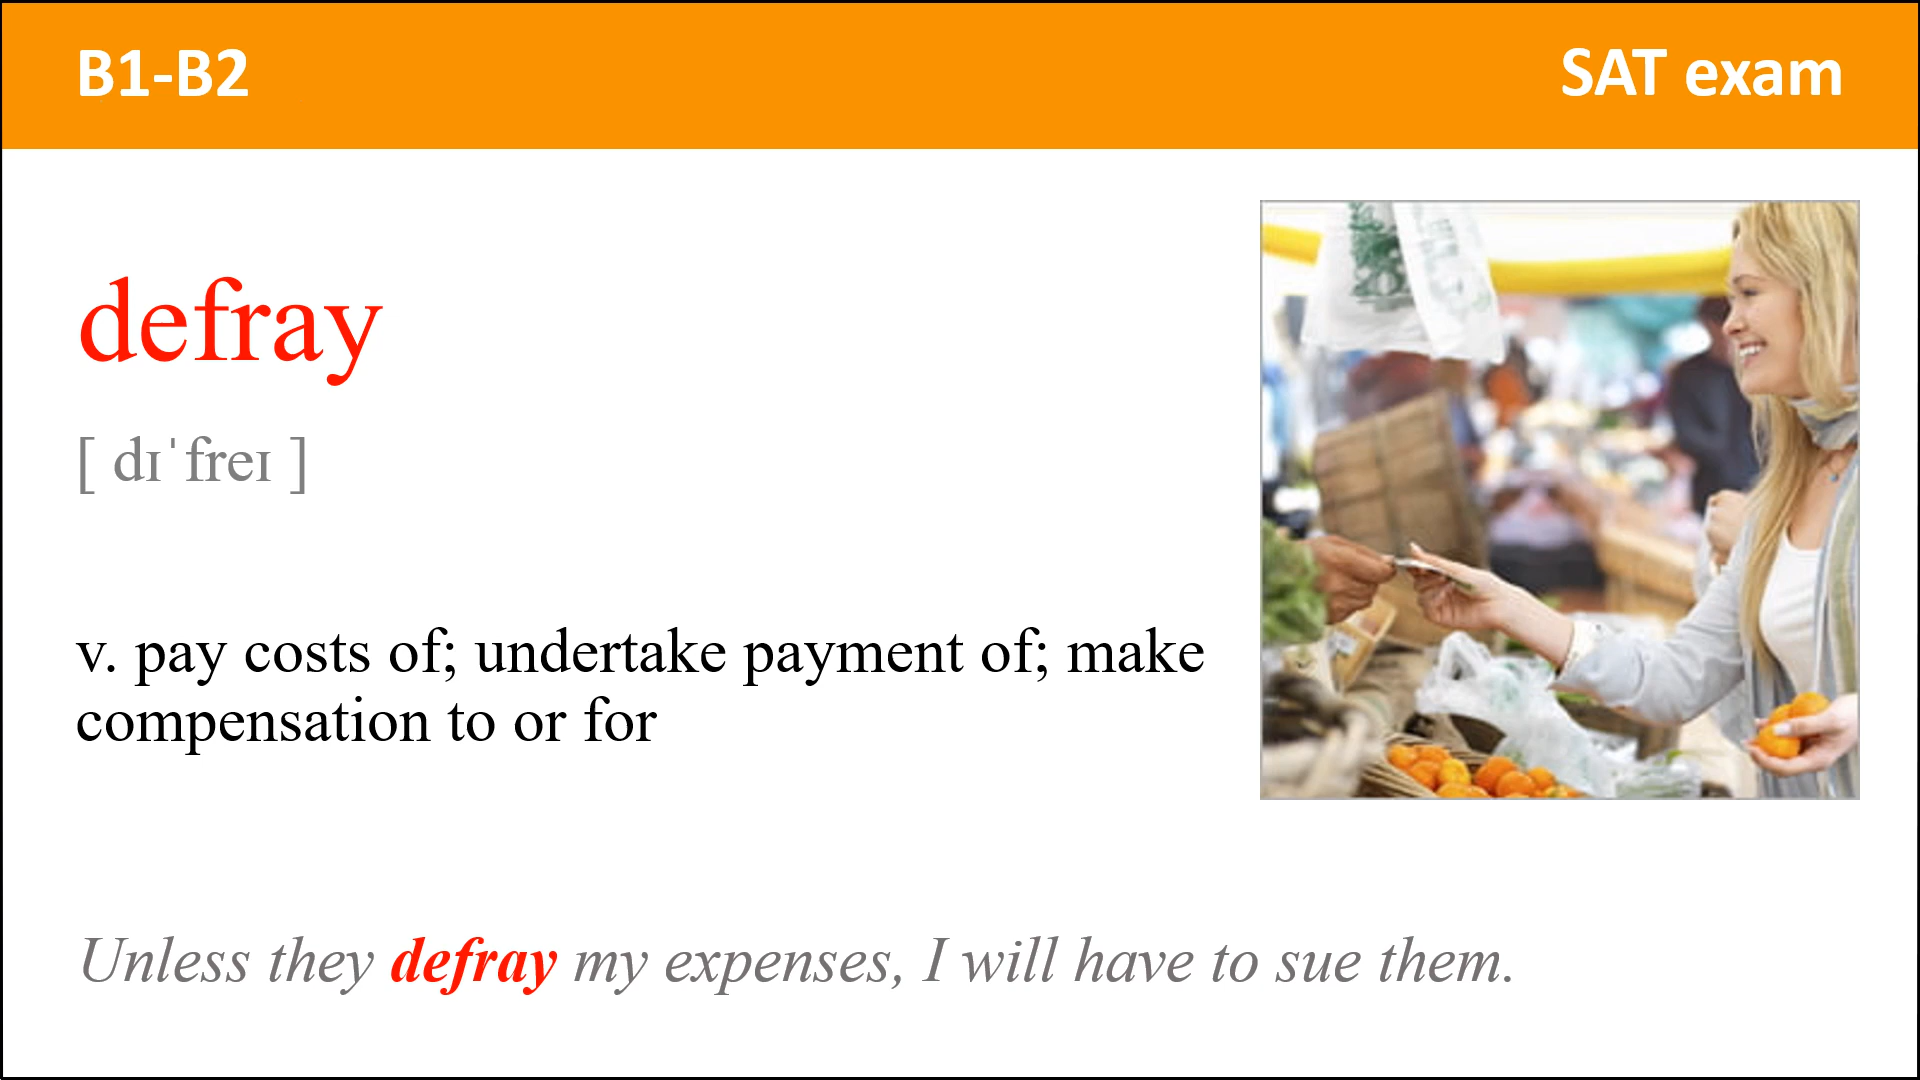 B1-B2
SAT exam
defray
[ dɪˈfreɪ ]
v. pay costs of; undertake payment of; make
compensation to or for
Unless they defray my expenses, I will have to sue them.